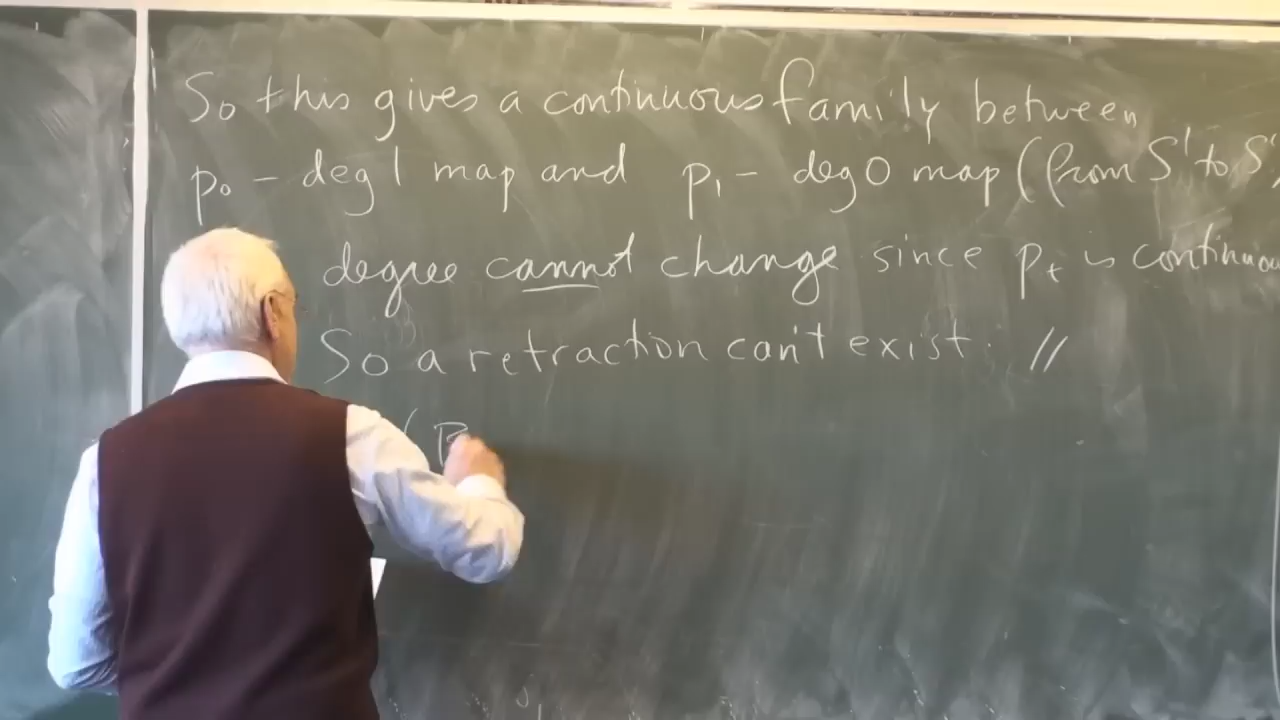 So this gives a continuous family between
p₀ - deg 1 map and p₁ - deg 0 map (from S¹ to S¹)
degree cannot change since pₜ is continuou
So a retraction can't exist. //
( B